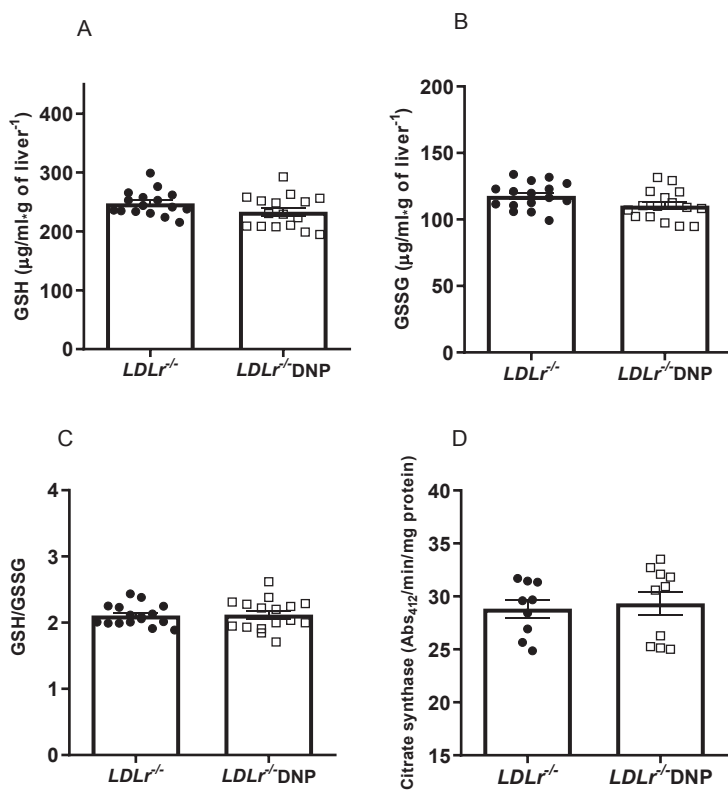 A
GSH (µg/ml*g of liver⁻¹)
400
300
200
100
0
LDLr⁻/⁻
LDLr⁻/⁻DNP
B
GSSG (µg/ml*g of liver⁻¹)
200
150
100
50
0
LDLr⁻/⁻
LDLr⁻/⁻DNP
C
GSH/GSSG
4
3
2
1
0
LDLr⁻/⁻
LDLr⁻/⁻DNP
D
Citrate synthase (Abs₄₁₂/min/mg protein)
40
35
30
25
20
15
LDLr⁻/⁻
LDLr⁻/⁻DNP